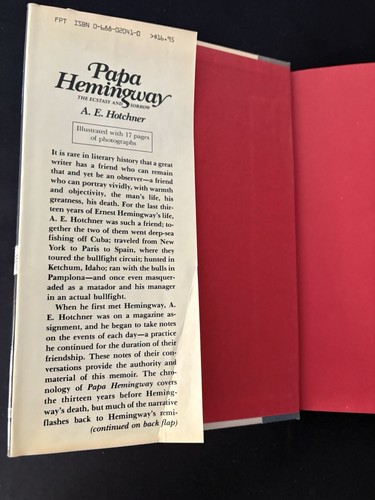 FPT ISBN 0-688-02041-0 >$16.95
Papa
Hemingway
THE ECSTASY AND SORROW
A. E. Hotchner
Illustrated with 17 pages
of photographs
It is rare in literary history that a great
writer has a friend who can remain
that and yet be an observer—a friend
who can portray vividly, with warmth
and objectivity, the man's life, his
greatness, his death. For the last thir-
teen years of Ernest Hemingway's life,
A. E. Hotchner was such a friend; to-
gether the two of them went deep-sea
fishing off Cuba; traveled from New
York to Paris to Spain, where they
toured the bullfight circuit; hunted in
Ketchum, Idaho; ran with the bulls in
Pamplona—and once even masquer-
aded as a matador and his manager
in an actual bullfight.
When he first met Hemingway, A.
E. Hotchner was on a magazine as-
signment, and he began to take notes
on the events of each day—a practice
he continued for the duration of their
friendship. These notes of their con-
versations provide the authority and
material of this memoir. The chro-
nology of Papa Hemingway covers
the thirteen years before Heming-
way's death, but much of the narrative
flashes back to Hemingway's remi-
(continued on back flap)